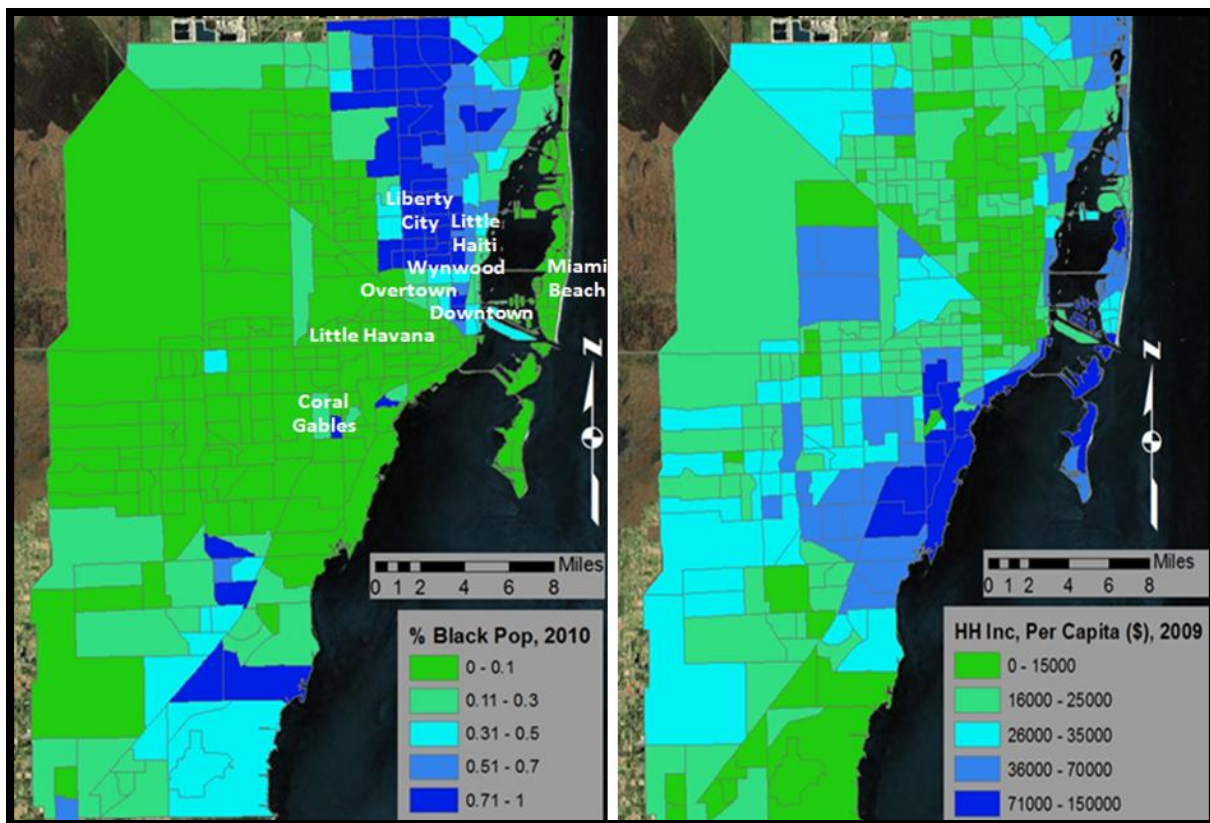 Liberty
City
Little
Haiti
Wynwood
Overtown
Downtown
Miami
Beach
Little Havana
Coral
Gables
N
Miles
0 1 2 4 6 8
% Black Pop, 2010
0 - 0.1
0.11 - 0.3
0.31 - 0.5
0.51 - 0.7
0.71 - 1
N
Miles
0 1 2 4 6 8
HH Inc, Per Capita ($), 2009
0 - 15000
16000 - 25000
26000 - 35000
36000 - 70000
71000 - 150000